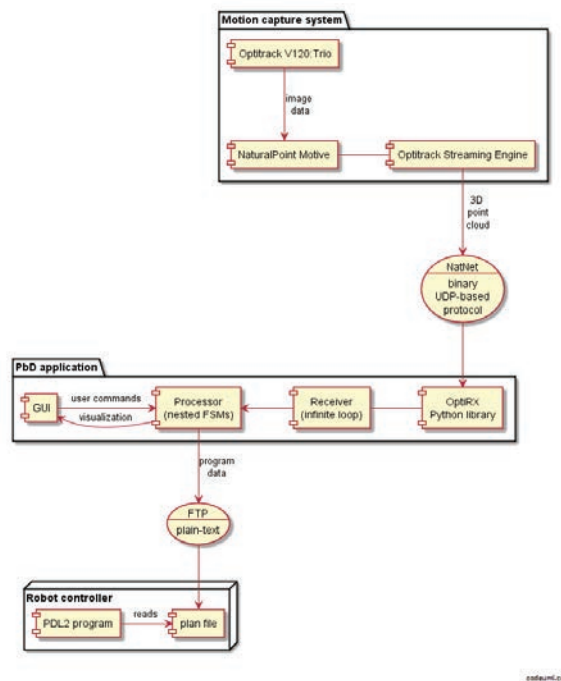 Motion capture system
Optitrack V120:Trio
image
data
NaturalPoint Motive
Optitrack Streaming Engine
3D
point
cloud
NatNet
binary
UDP-based
protocol
PbD application
GUI
user commands
visualization
Processor
(nested FSMs)
Receiver
(infinite loop)
OptiRX
Python library
program
data
FTP
plain-text
Robot controller
PDL2 program
reads
plan file